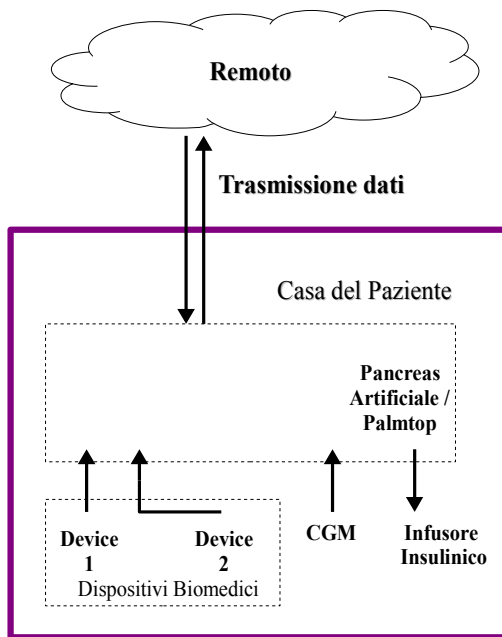 Remoto
Trasmissione dati
Casa del Paziente
Pancreas
Artificiale /
Palmtop
Device
1
Device
2
Dispositivi Biomedici
CGM
Infusore
Insulinico